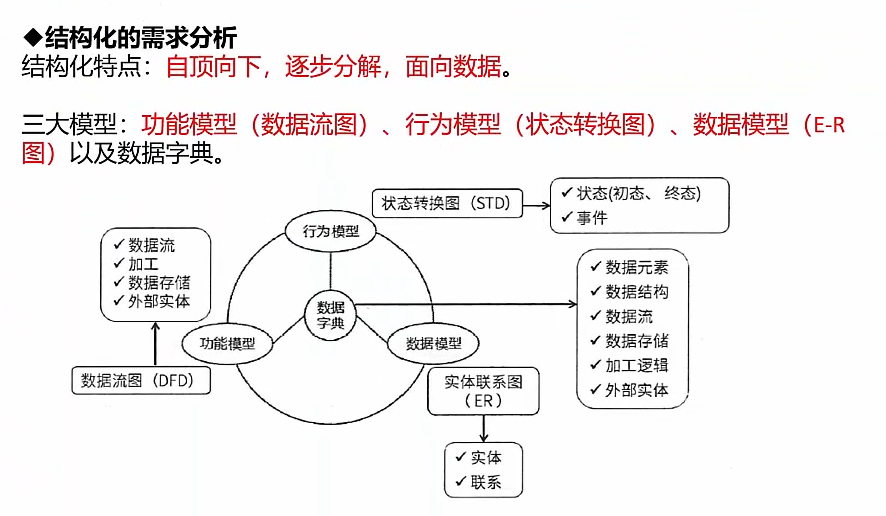 ◆结构化的需求分析
结构化特点：自顶向下，逐步分解，面向数据。
三大模型：功能模型（数据流图）、行为模型（状态转换图）、数据模型（E-R
图）以及数据字典。
状态转换图（STD）
✓ 状态(初态、终态)
✓ 事件
行为模型
✓ 数据流
✓ 加工
✓ 数据存储
✓ 外部实体
数据
字典
功能模型
数据模型
✓ 数据元素
✓ 数据结构
✓ 数据流
✓ 数据存储
✓ 加工逻辑
✓ 外部实体
数据流图（DFD）
实体联系图
（ER）
✓ 实体
✓ 联系